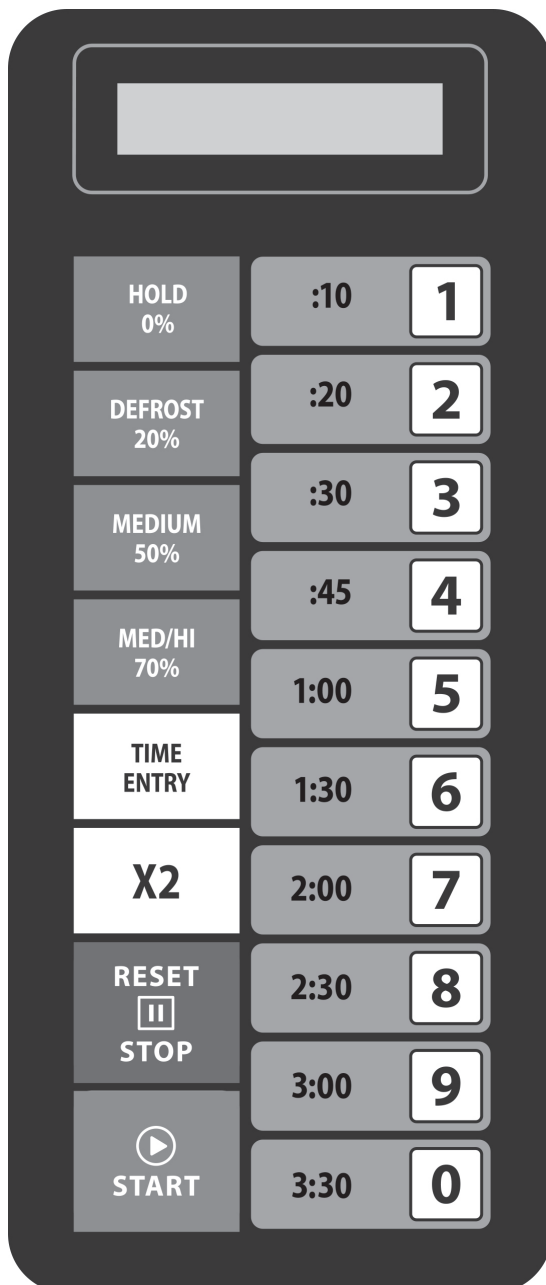 HOLD
0%
DEFROST
20%
MEDIUM
50%
MED/HI
70%
TIME
ENTRY
X2
RESET
STOP
START
:10 1
:20 2
:30 3
:45 4
1:00 5
1:30 6
2:00 7
2:30 8
3:00 9
3:30 0